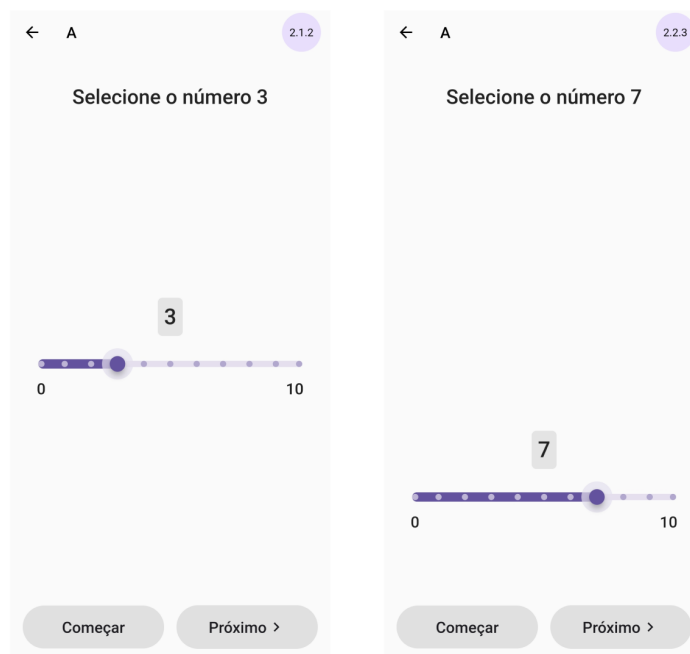 A 2.1.2
Selecione o número 3
3
0 10
Começar Próximo >
A 2.2.3
Selecione o número 7
7
0 10
Começar Próximo >